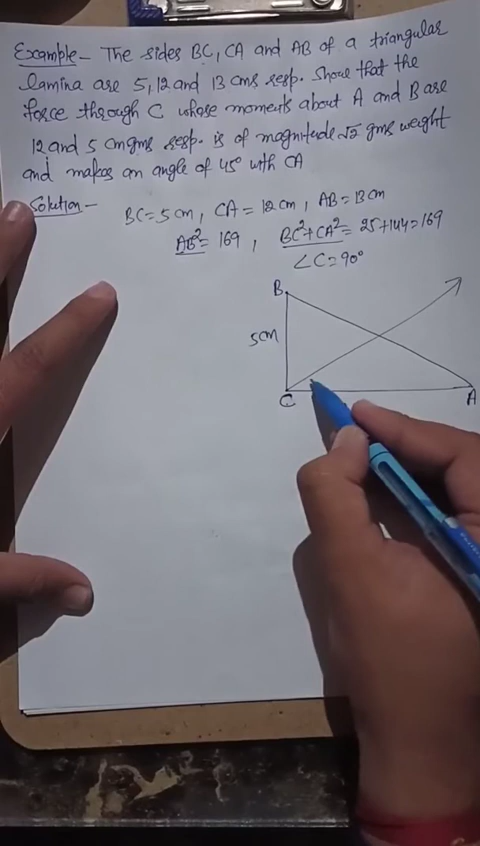 Example - The sides BC, CA and AB of a triangular
lamina are 5, 12 and 13 cms resp. Show that the
force through C whose moments about A and B are
12 and 5 cmgms resp. is of magnitude √2 gms weight
and makes an angle of 45° with CA
Solution -
BC = 5 cm, CA = 12 cm, AB = 13 cm
AB² = 169, BC² + CA² = 25 + 144 = 169
∠C = 90°
B
5cm
C
A